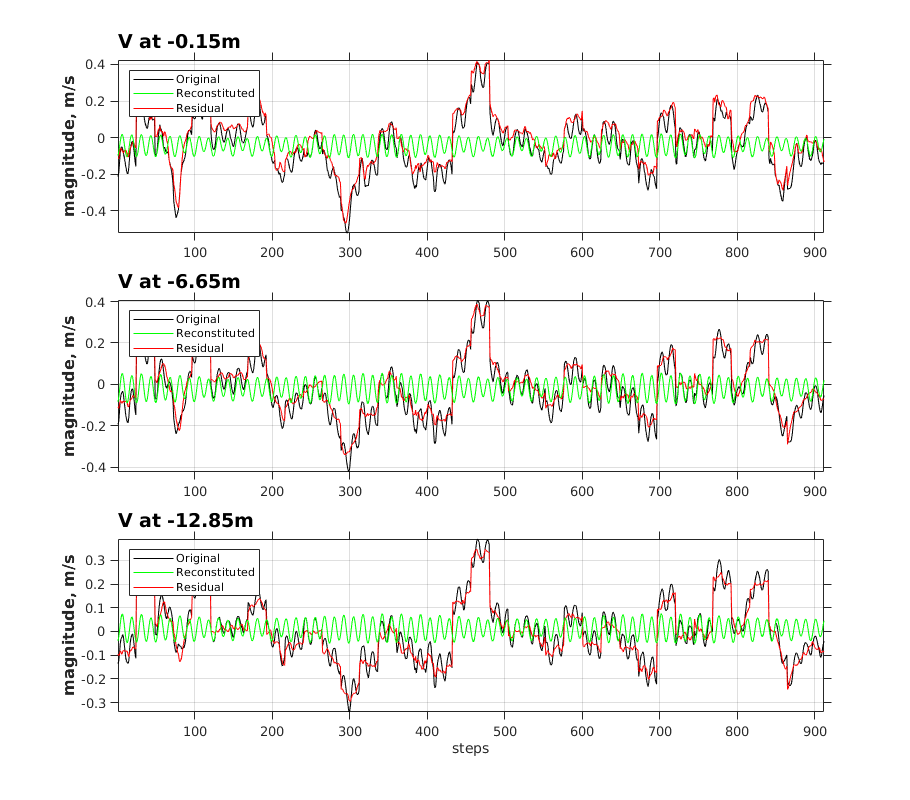 V at -0.15m
magnitude, m/s
0.4
0.2
0
-0.2
-0.4
Original
Reconstituted
Residual
100 200 300 400 500 600 700 800 900
V at -6.65m
magnitude, m/s
0.4
0.2
0
-0.2
-0.4
Original
Reconstituted
Residual
100 200 300 400 500 600 700 800 900
V at -12.85m
magnitude, m/s
0.3
0.2
0.1
0
-0.1
-0.2
-0.3
Original
Reconstituted
Residual
100 200 300 400 500 600 700 800 900
steps